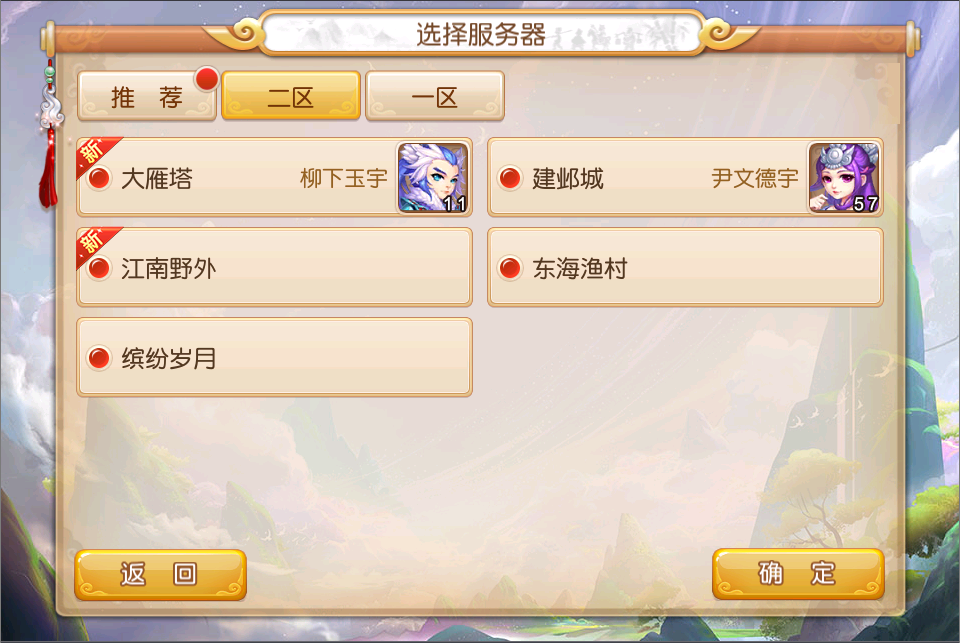 选择服务器
推荐
二区
一区
新
大雁塔
柳下玉宇
11
建邺城
尹文德宇
57
新
江南野外
东海渔村
缤纷岁月
返回
确定